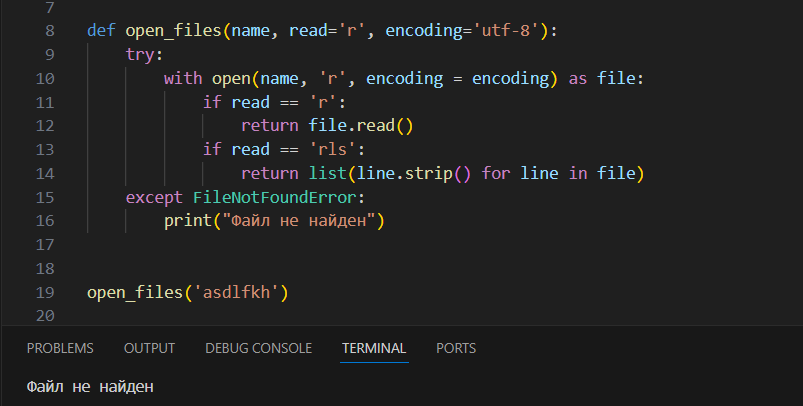 7
8 def open_files(name, read='r', encoding='utf-8'):
9 try:
10 with open(name, 'r', encoding = encoding) as file:
11 if read == 'r':
12 return file.read()
13 if read == 'rls':
14 return list(line.strip() for line in file)
15 except FileNotFoundError:
16 print("Файл не найден")
17
18
19 open_files('asdlfkh')
20
PROBLEMS OUTPUT DEBUG CONSOLE TERMINAL PORTS
Файл не найден